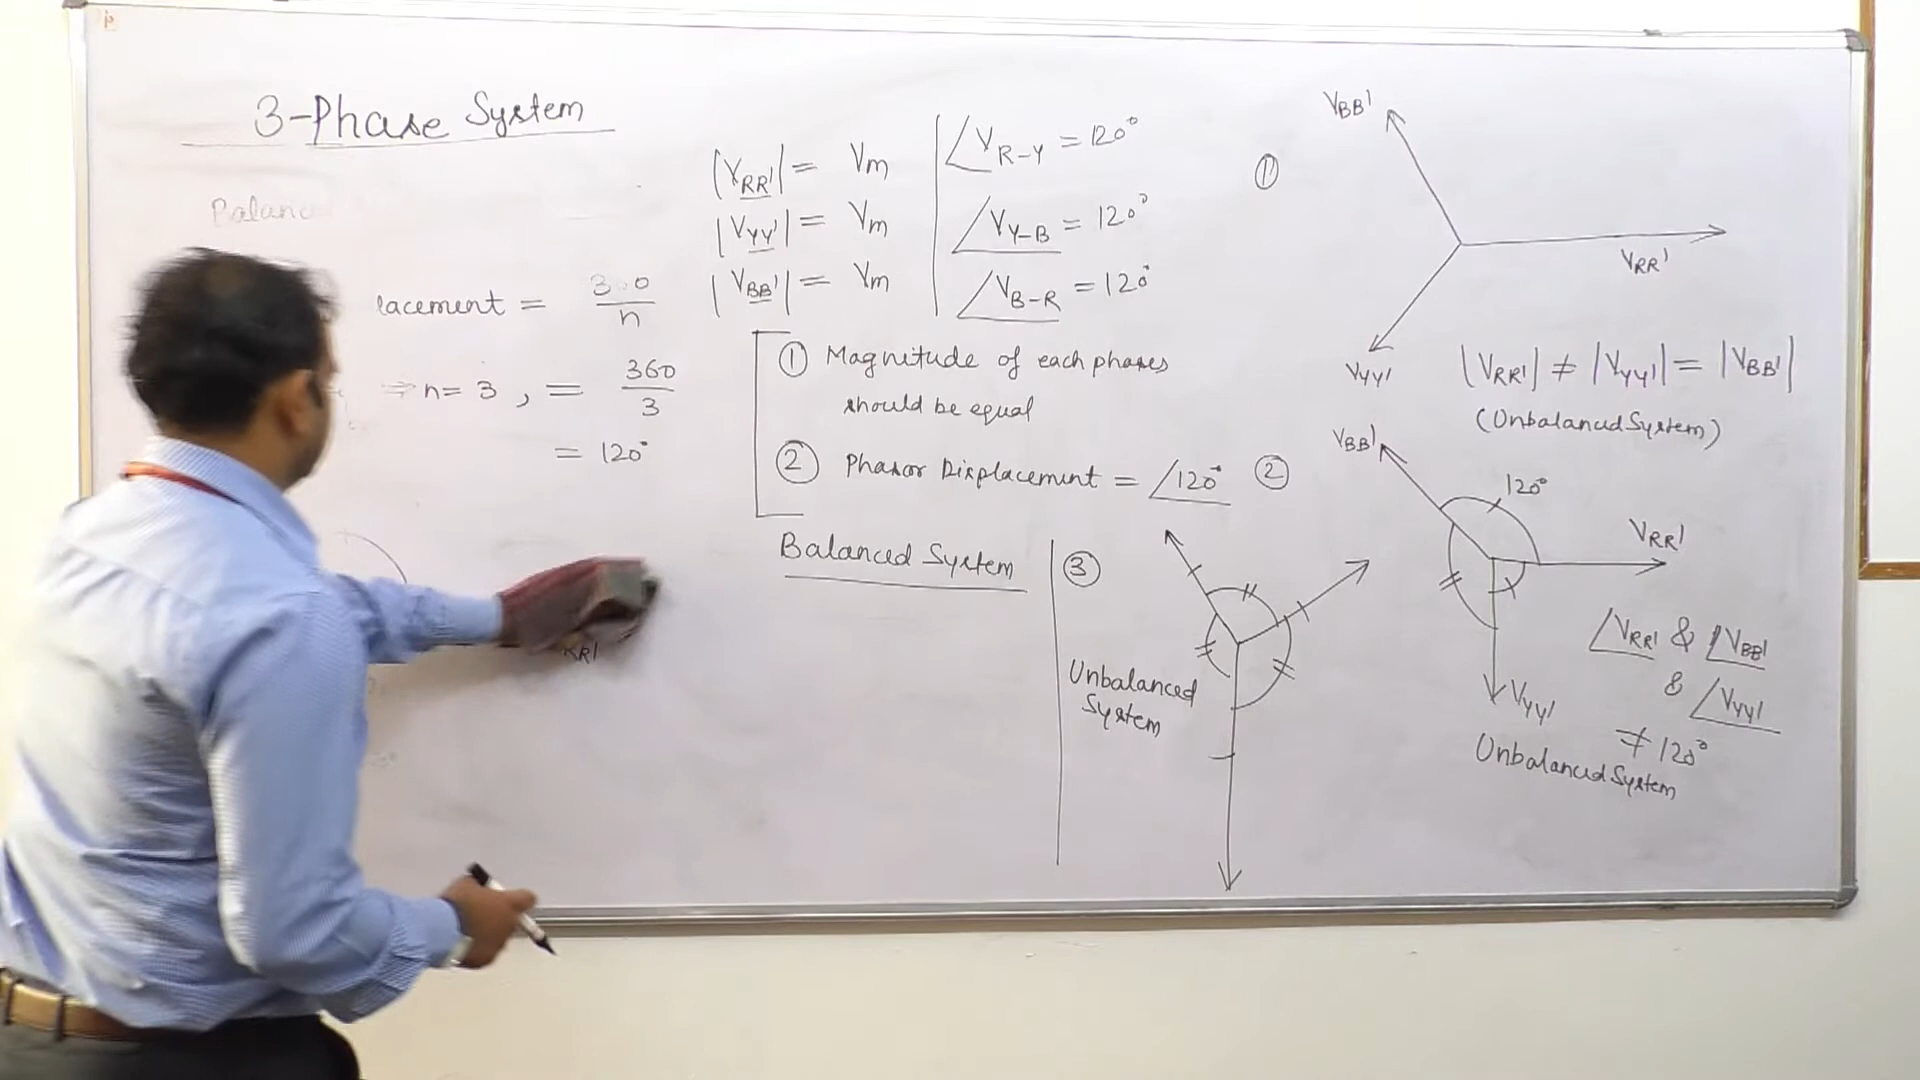 3-Phase System
Balanc
lacement = 360/n
⇒ n= 3 , = 360/3
= 120°
|VRR'| = Vm
|VYY'| = Vm
|VBB'| = Vm
∠VR-Y = 120°
∠VY-B = 120°
∠VB-R = 120°
① Magnitude of each phases
should be equal
② Phasor Displacement = ∠120°
Balanced System
RR'
①
VBB'
VRR'
VYY'
|VRR'| ≠ |VYY'| = |VBB'|
(Unbalanced System)
②
VBB'
120°
VRR'
VYY'
∠VRR' & ∠VBB'
& ∠VYY'
≠ 120°
Unbalanced System
③
Unbalanced
System